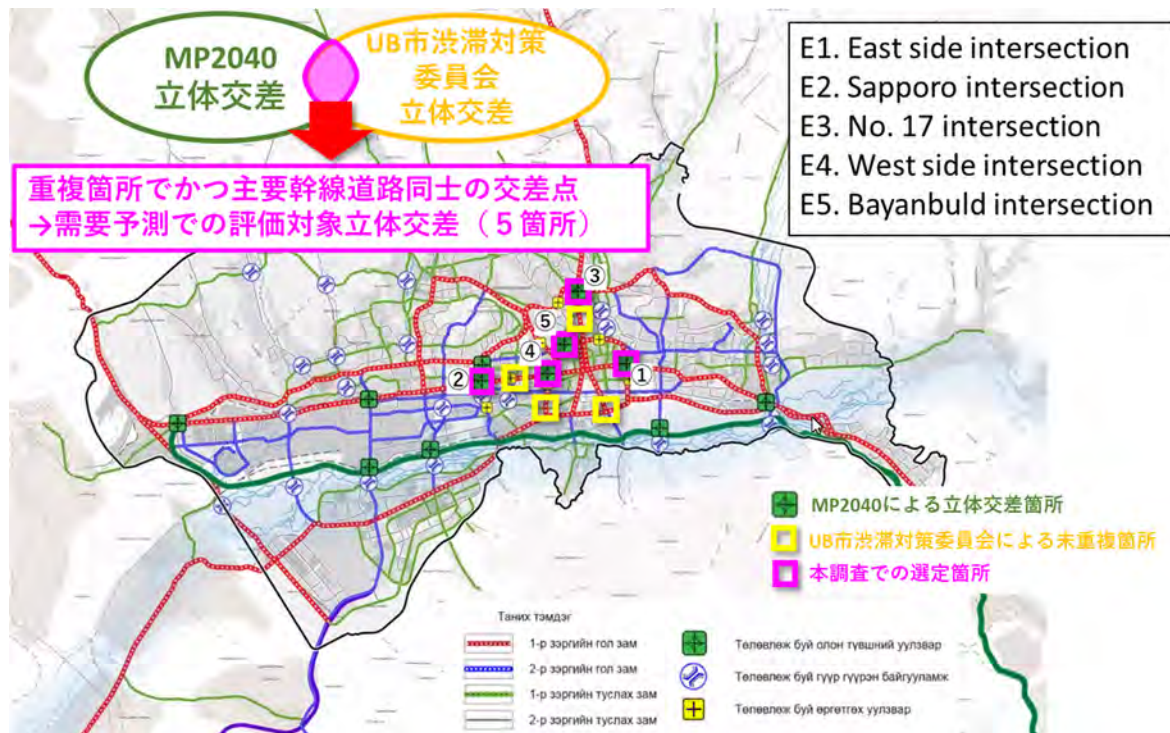 MP2040
立体交差
UB市渋滞対策
委員会
立体交差
E1. East side intersection
E2. Sapporo intersection
E3. No. 17 intersection
E4. West side intersection
E5. Bayanbuld intersection
重複箇所でかつ主要幹線道路同士の交差点
→需要予測での評価対象立体交差（５箇所）
③
⑤
④
②
①
MP2040による立体交差箇所
UB市渋滞対策委員会による未重複箇所
本調査での選定箇所
Таних тэмдэг
1-р зэргийн гол зам
2-р зэргийн гол зам
1-р зэргийн туслах зам
2-р зэргийн туслах зам
Төлөвлөж буй олон түвшний уулзвар
Төлөвлөж буй гүүр гүүрэн байгууламж
Төлөвлөж буй өргөтгөх уулзвар